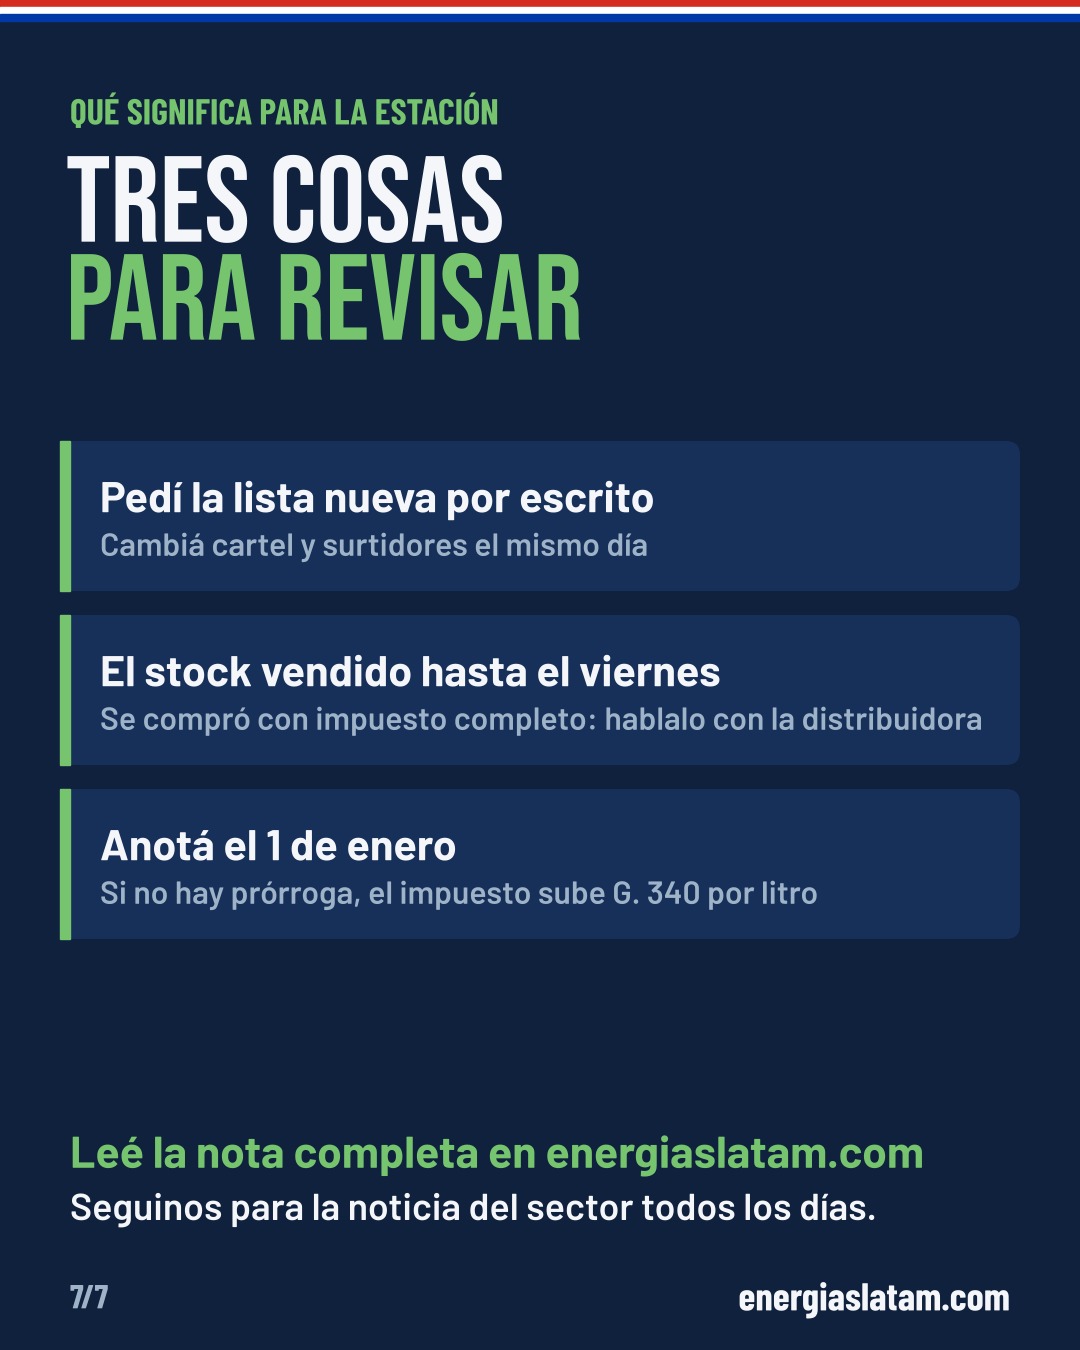 QUÉ SIGNIFICA PARA LA ESTACIÓN
TRES COSAS
PARA REVISAR
Pedí la lista nueva por escrito
Cambiá cartel y surtidores el mismo día
El stock vendido hasta el viernes
Se compró con impuesto completo: hablalo con la distribuidora
Anotá el 1 de enero
Si no hay prórroga, el impuesto sube G. 340 por litro
Leé la nota completa en energiaslatam.com
Seguinos para la noticia del sector todos los días.
7/7
energiaslatam.com